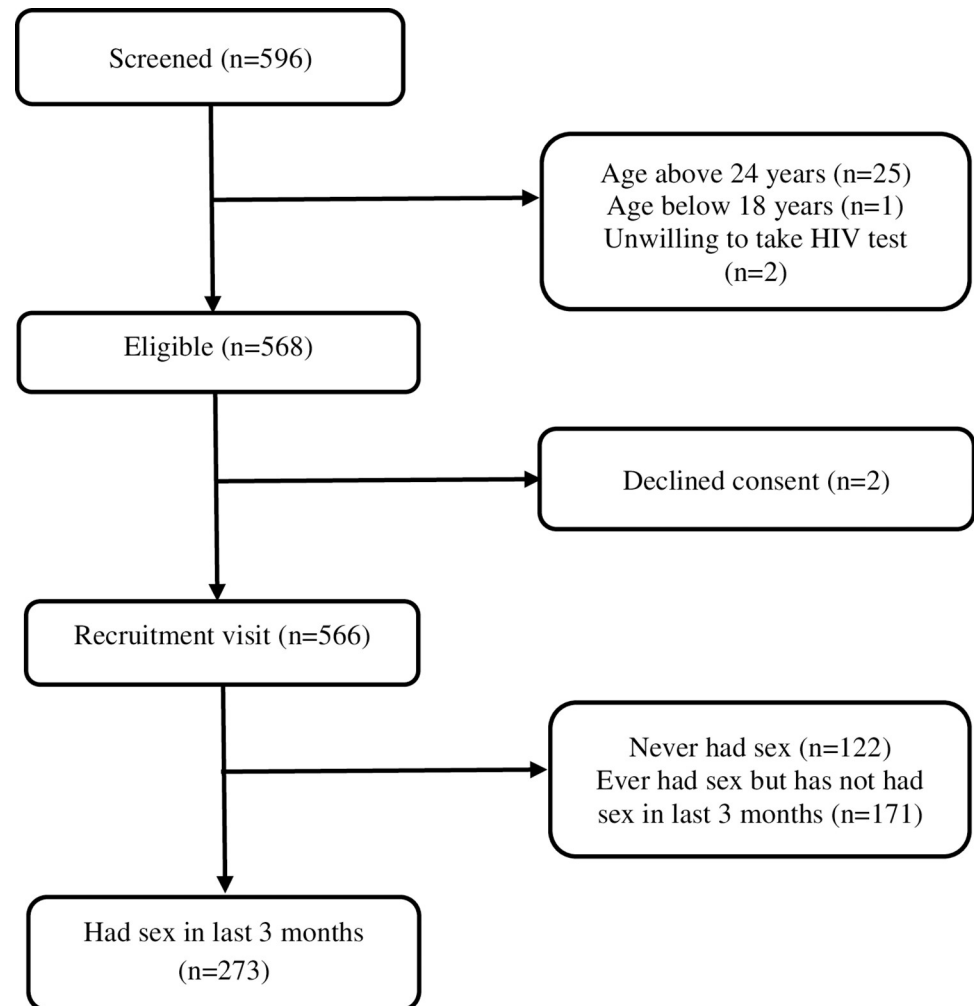 Screened (n=596)
Age above 24 years (n=25)
Age below 18 years (n=1)
Unwilling to take HIV test
(n=2)
Eligible (n=568)
Declined consent (n=2)
Recruitment visit (n=566)
Never had sex (n=122)
Ever had sex but has not had
sex in last 3 months (n=171)
Had sex in last 3 months
(n=273)